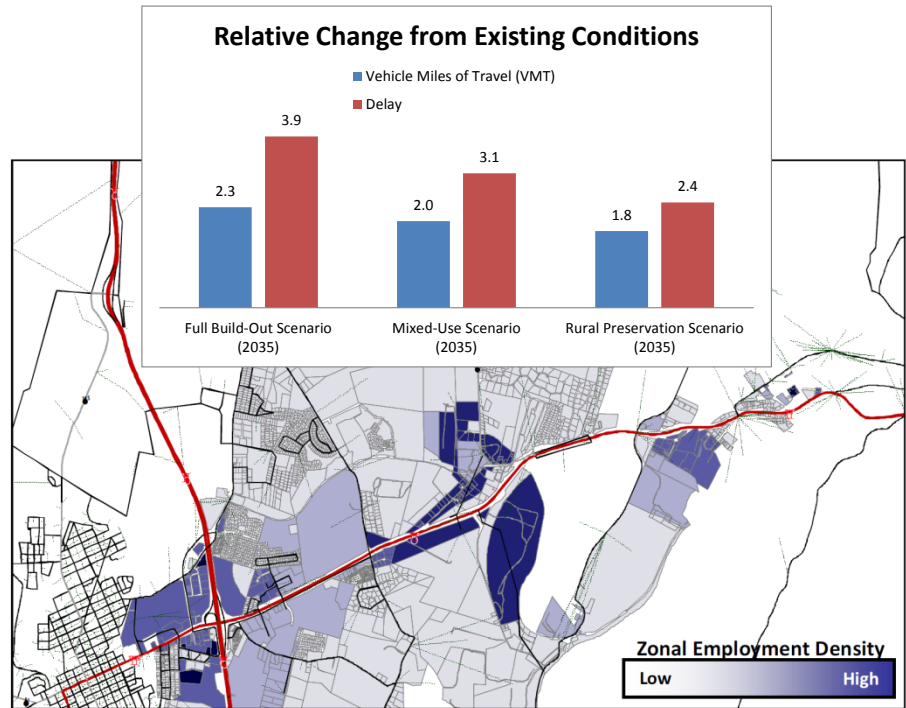 Relative Change from Existing Conditions
Vehicle Miles of Travel (VMT)
Delay
3.9
2.3
3.1
2.0
2.4
1.8
Full Build-Out Scenario
(2035)
Mixed-Use Scenario
(2035)
Rural Preservation Scenario
(2035)
Zonal Employment Density
Low High